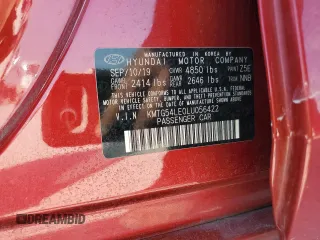 MANUFACTURED IN KOREA BY
HYUNDAI MOTOR COMPANY
SEP/10/19 GVWR 4850 lbs PAINT Z5E
FR 2414 lbs RR 2646 lbs TRIM NNB
THIS VEHICLE CONFORMS TO ALL APPLICABLE U.S.A. FEDERAL
MOTOR VEHICLE SAFETY, BUMPER, AND THEFT PREVENTION
STANDARDS IN EFFECT ON THE DATE OF MANUFACTURE SHOWN ABOVE.
V.I.N KMTG54LE0LU056422
PASSENGER CAR
DREAMBID